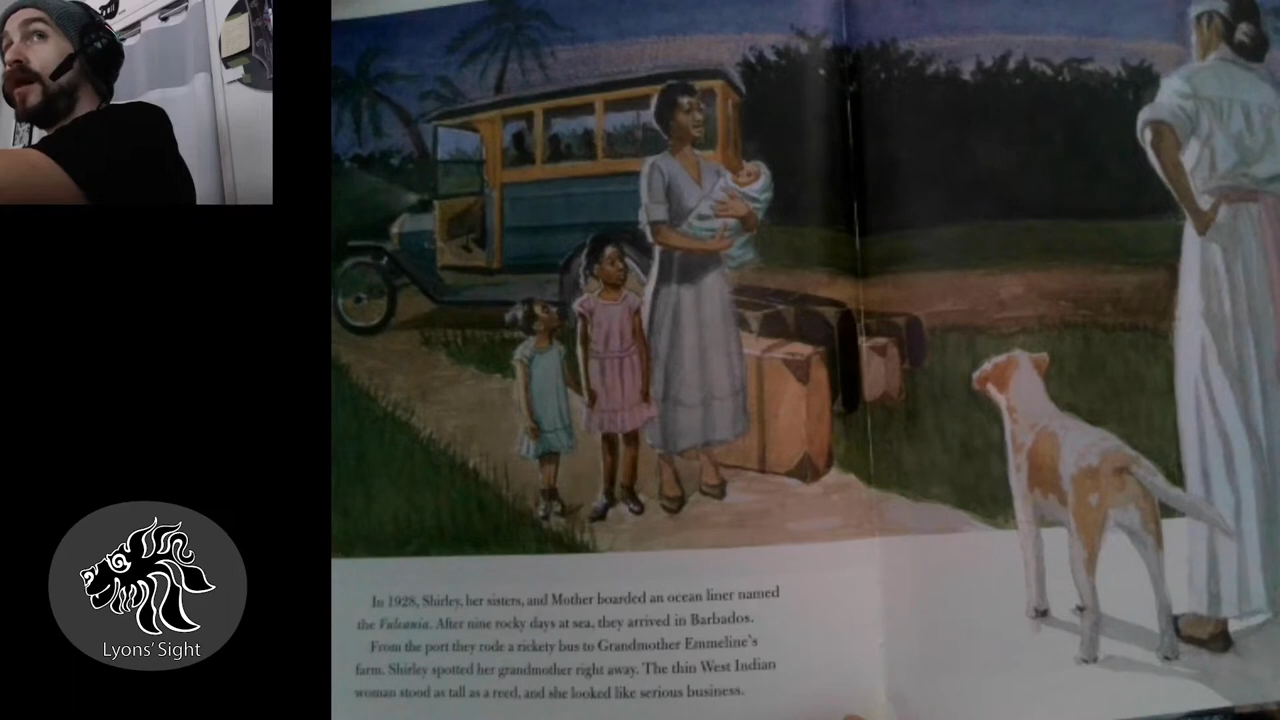 In 1928, Shirley, her sisters, and Mother boarded an ocean liner named
the Vulcania. After nine rocky days at sea, they arrived in Barbados.
From the port they rode a rickety bus to Grandmother Emmeline's
farm. Shirley spotted her grandmother right away. The thin West Indian
woman stood as tall as a reed, and she looked like serious business.
Lyons' Sight